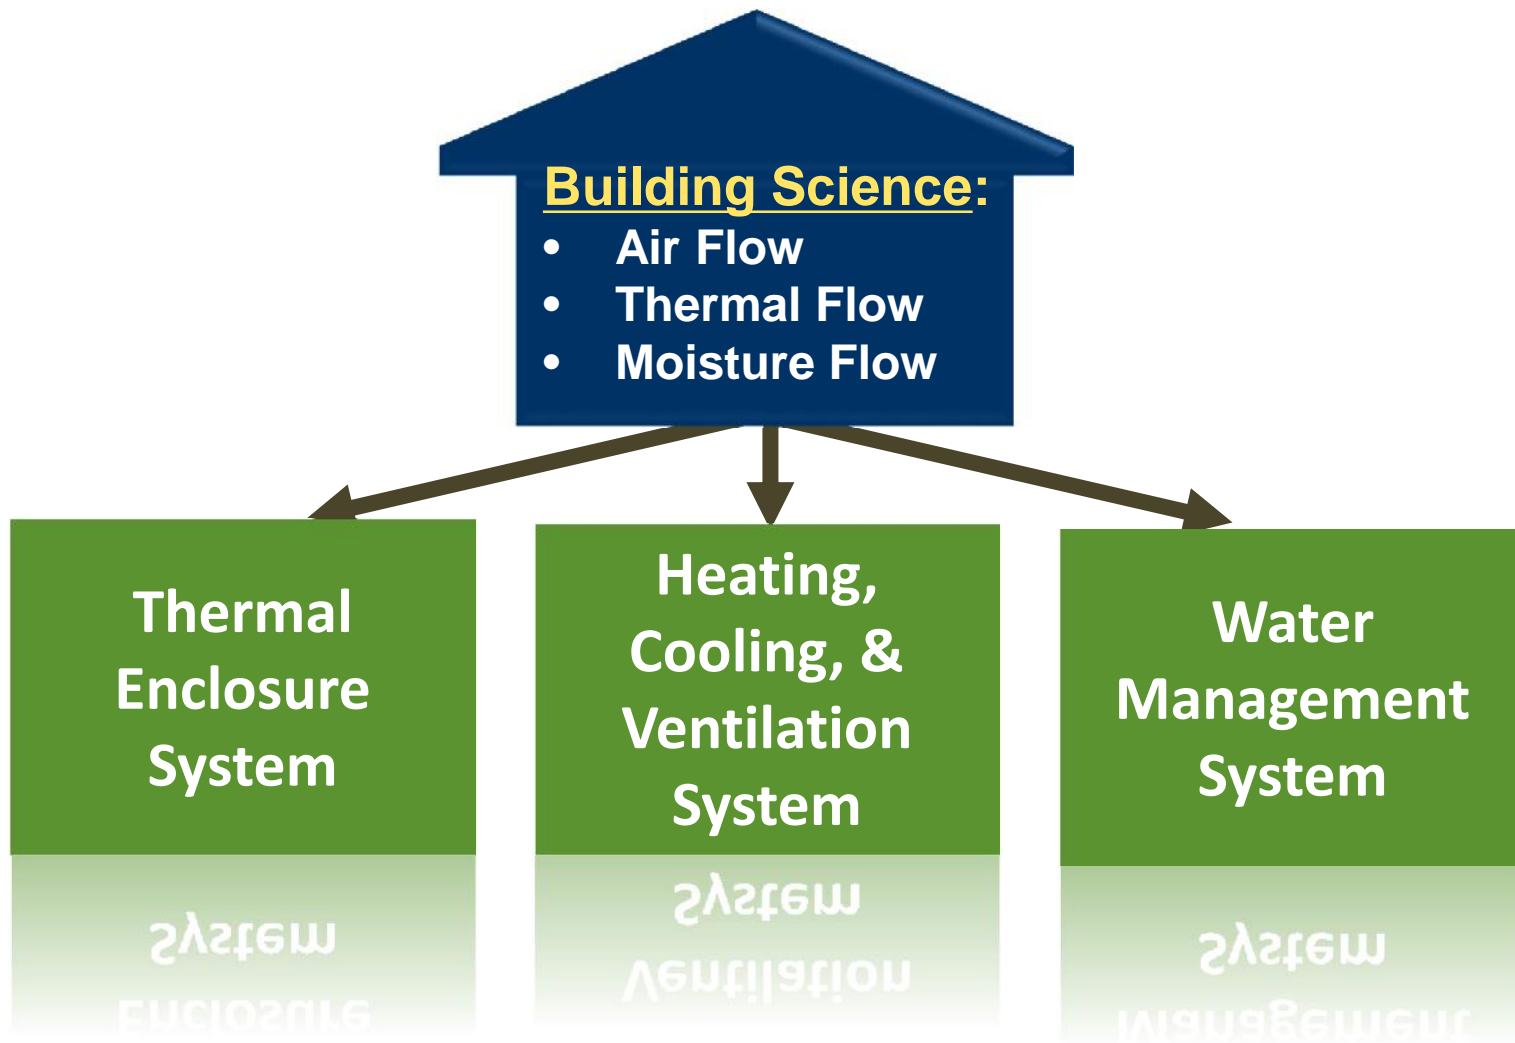 Building Science:
• Air Flow
• Thermal Flow
• Moisture Flow
Thermal
Enclosure
System
Heating,
Cooling, &
Ventilation
System
Water
Management
System